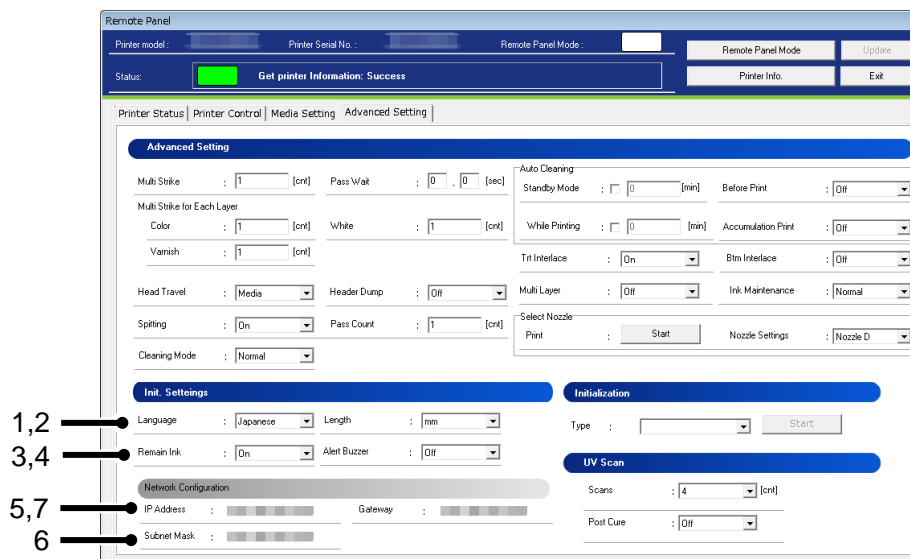 Remote Panel
Printer model : Printer Serial No. : Remote Panel Mode : Remote Panel Mode Update
Status: Get printer Information: Success Printer Info. Exit
Printer Status Printer Control Media Setting Advanced Setting
Advanced Setting
Multi Strike : 1 [cnt] Pass Wait : 0 . 0 [sec]
Multi Strike for Each Layer
Color : 1 [cnt] White : 1 [cnt]
Varnish : 1 [cnt]
Head Travel : Media Header Dump : Off
Spitting : On Pass Count : 1 [cnt]
Cleaning Mode : Normal
Auto Cleaning
Standby Mode : 0 [min] Before Print : Off
While Printing : 0 [min] Accumulation Print : Off
Trt Interlace : On Btm Interlace : Off
Multi Layer : Off Ink Maintenance : Normal
Select Nozzle
Print : Start Nozzle Settings : Nozzle D
Init. Setteings
1,2 Language : Japanese Length : mm
3,4 Remain Ink : On Alert Buzzer : Off
Network Configuration
5,7 IP Address : Gateway :
6 Subnet Mask :
Initialization
Type : Start
UV Scan
Scans : 4 [cnt]
Post Cure : Off